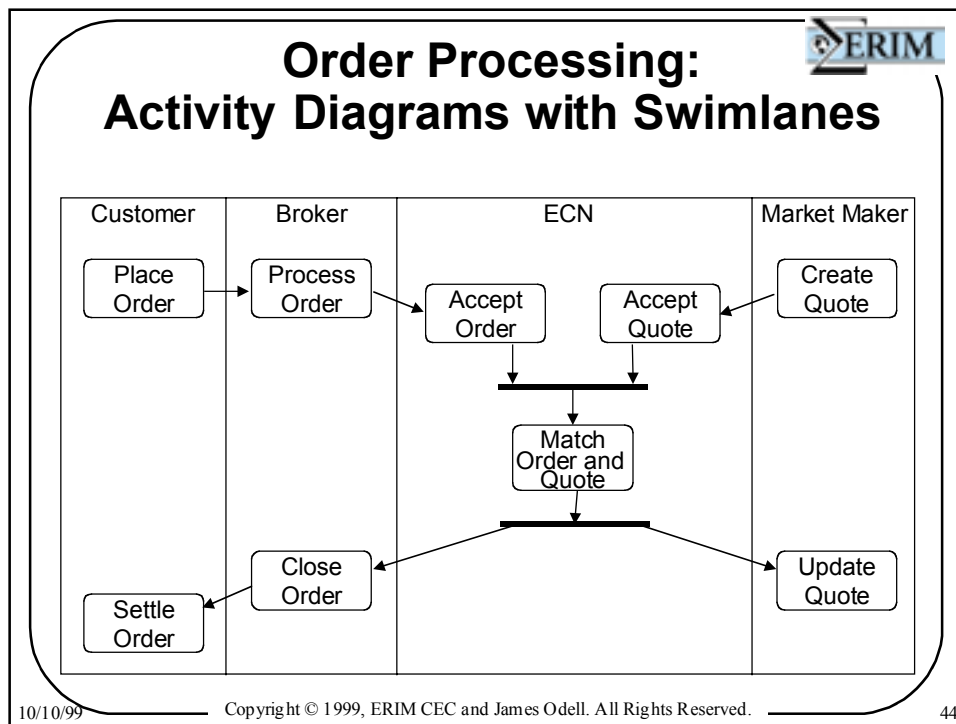 Order Processing:
Activity Diagrams with Swimlanes
ERIM
Customer
Broker
ECN
Market Maker
Place
Order
Process
Order
Accept
Order
Accept
Quote
Create
Quote
Match
Order and
Quote
Close
Order
Update
Quote
Settle
Order
10/10/99
Copyright © 1999, ERIM CEC and James Odell. All Rights Reserved.
44